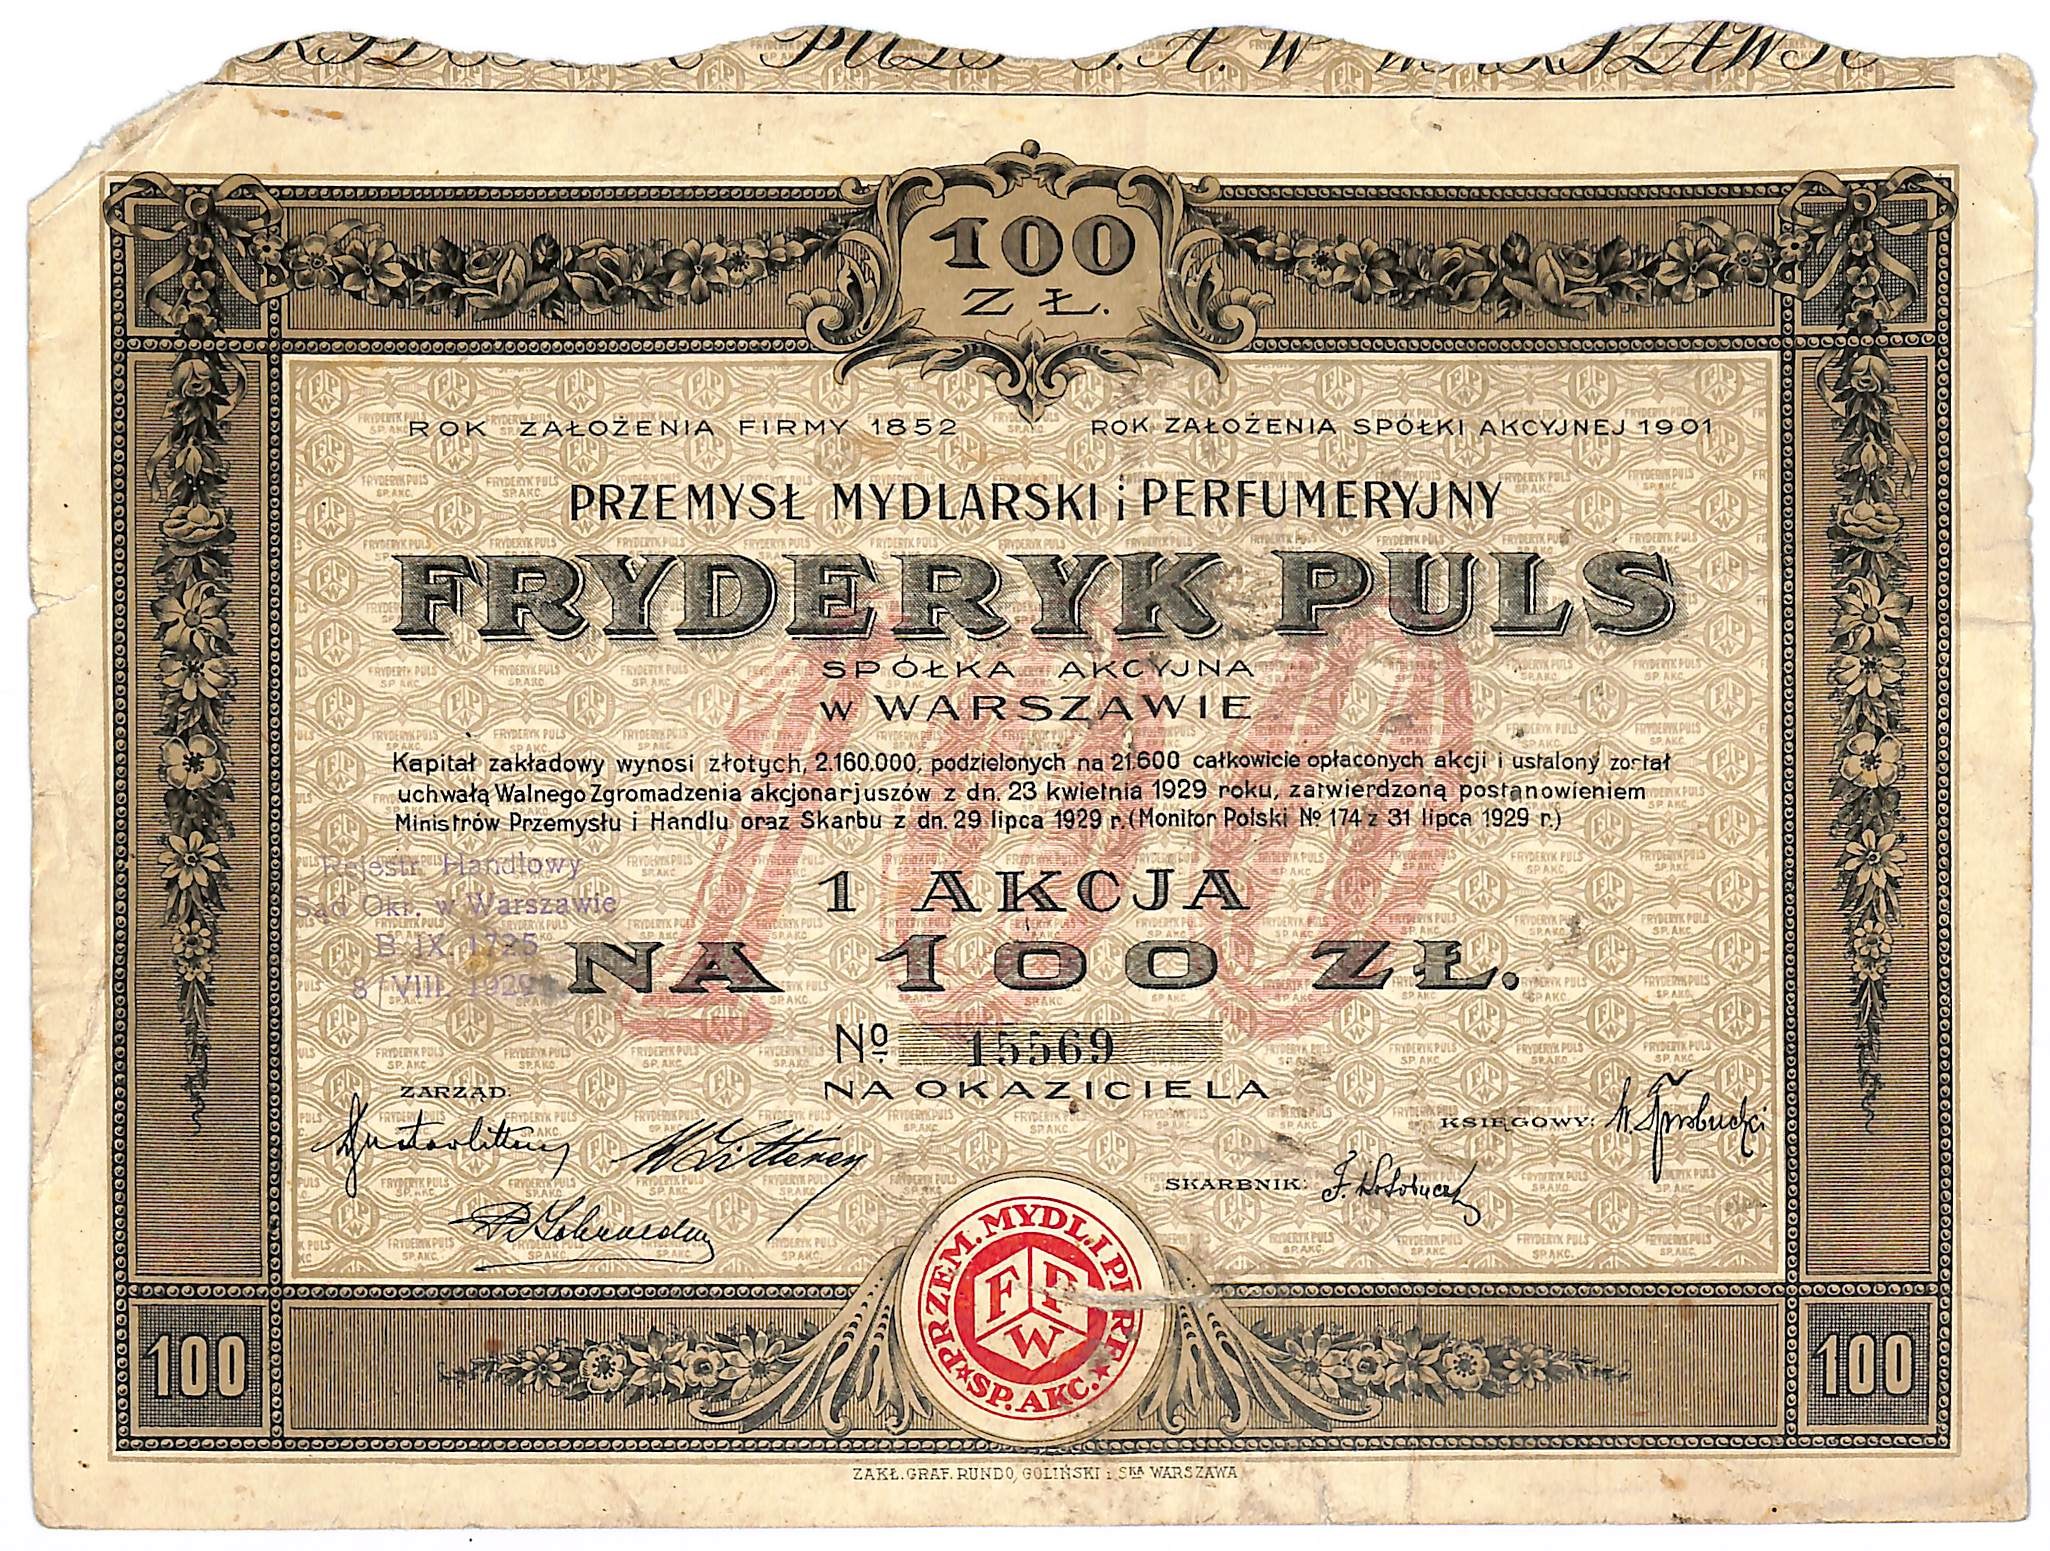 PULS S.A. W WARSZAWIE
100
ZŁ.
ROK ZAŁOŻENIA FIRMY 1852
ROK ZAŁOŻENIA SPÓŁKI AKCYJNEJ 1901
PRZEMYSŁ MYDLARSKI i PERFUMERYJNY
FRYDERYK PULS
SPÓŁKA AKCYJNA
w WARSZAWIE
Kapitał zakładowy wynosi złotych, 2.160.000, podzielonych na 21.600 całkowicie opłaconych akcji i ustalony został
uchwałą Walnego Zgromadzenia akcjonarjuszów z dn. 23 kwietnia 1929 roku, zatwierdzoną postanowieniem
Ministrów Przemysłu i Handlu oraz Skarbu z dn. 29 lipca 1929 r. (Monitor Polski № 174 z 31 lipca 1929 r.)
100
Rejestr Handlowy
Sąd Okr. w Warszawie
B. IX. 1725
8 VIII. 1929
1 AKCJA
NA 100 ZŁ.
№ 15569
NA OKAZICIELA
ZARZĄD:
KSIĘGOWY:
SKARBNIK:
PRZEM. MYDL. I PERF.
SP. AKC.
F P W
100
100
ZAKŁ. GRAF. RUNDO, GOLIŃSKI i SKA WARSZAWA